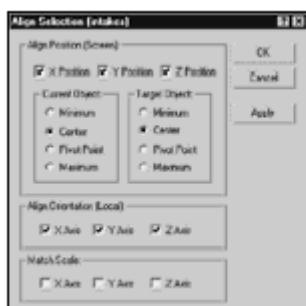 Align Selection (intakes)
Align Position (Screen)
X Position Y Position Z Position
Current Object: Target Object:
Minimum Minimum
Center Center
Pivot Point Pivot Point
Maximum Maximum
Align Orientation (Local)
X Axis Y Axis Z Axis
Match Scale:
X Axis Y Axis Z Axis
OK
Cancel
Apply